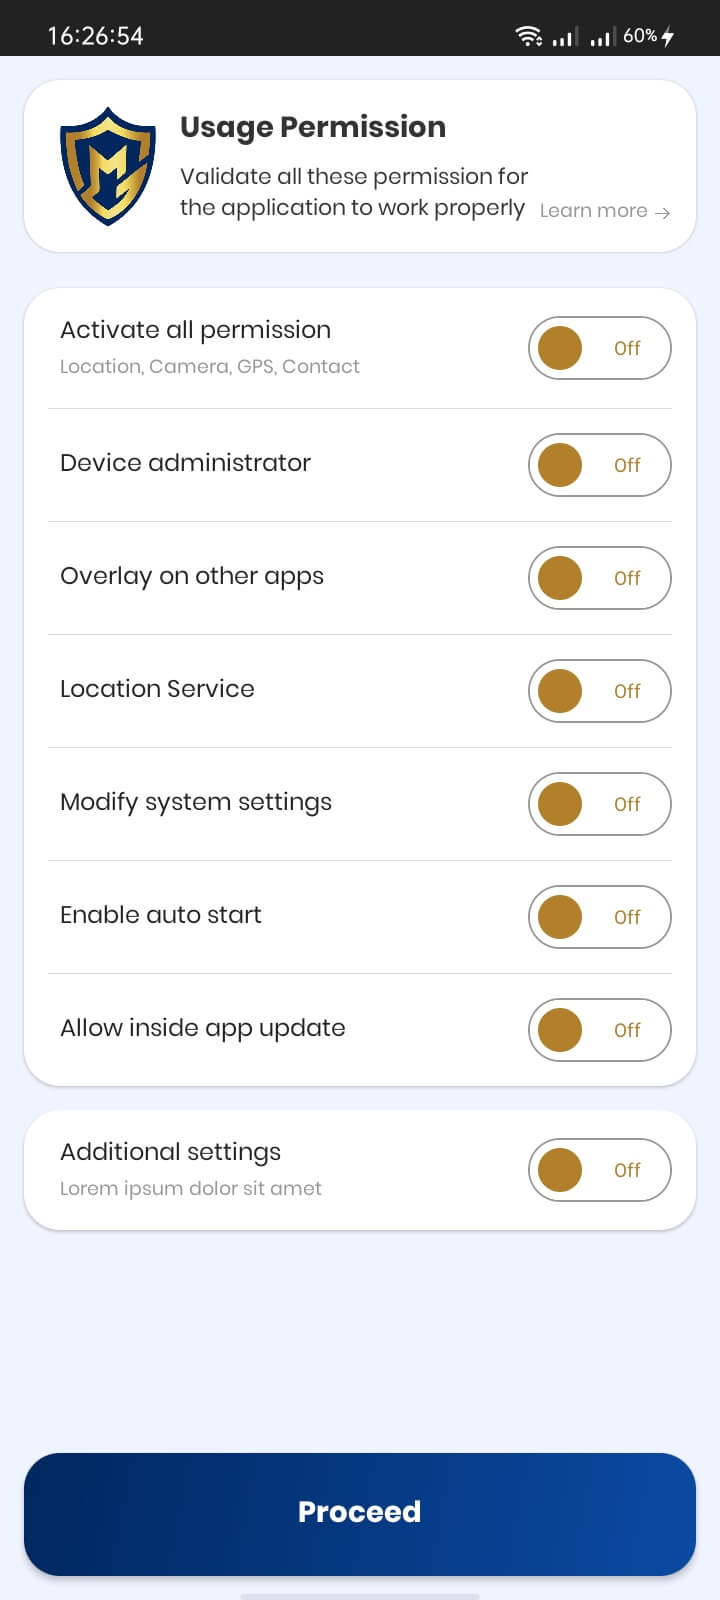 16:26:54
60%
Usage Permission
Validate all these permission for
the application to work properly
Learn more →
Activate all permission
Location, Camera, GPS, Contact
Off
Device administrator
Off
Overlay on other apps
Off
Location Service
Off
Modify system settings
Off
Enable auto start
Off
Allow inside app update
Off
Additional settings
Lorem ipsum dolor sit amet
Off
Proceed